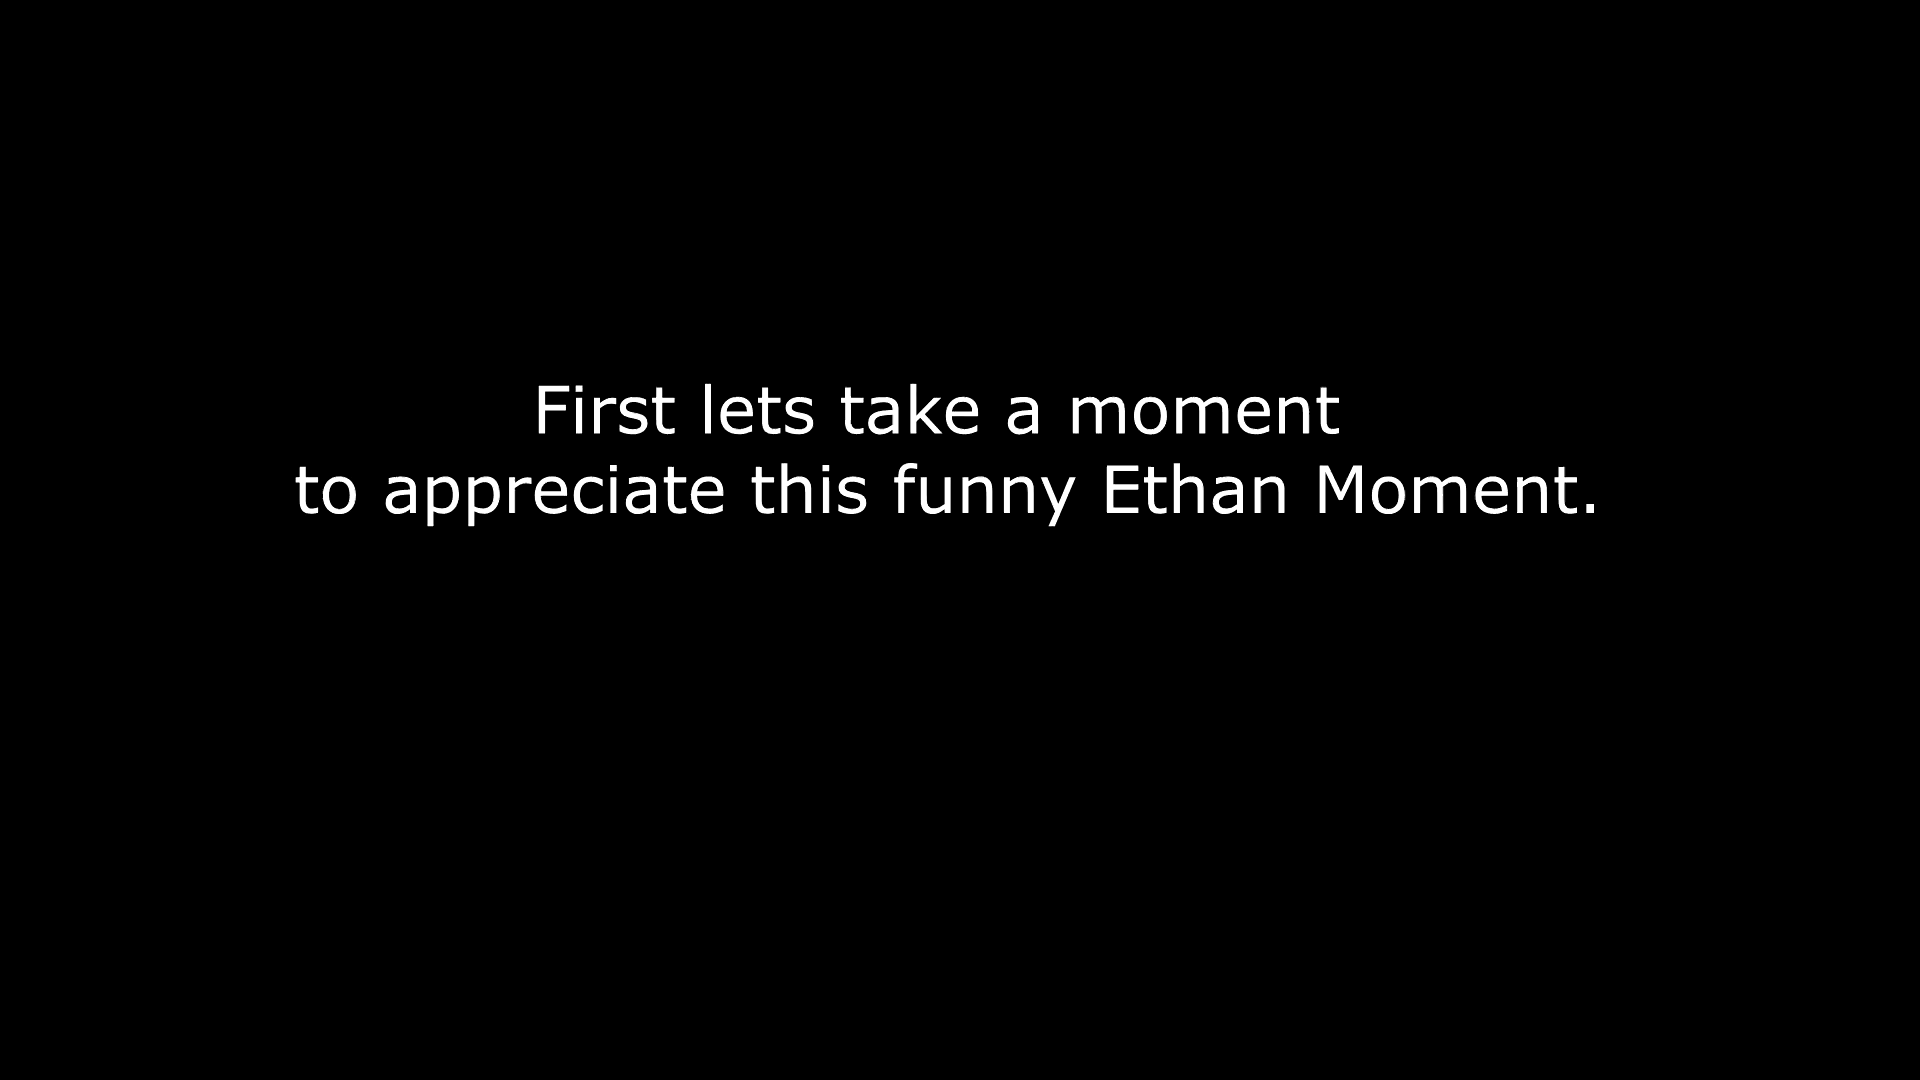 First lets take a moment
to appreciate this funny Ethan Moment.